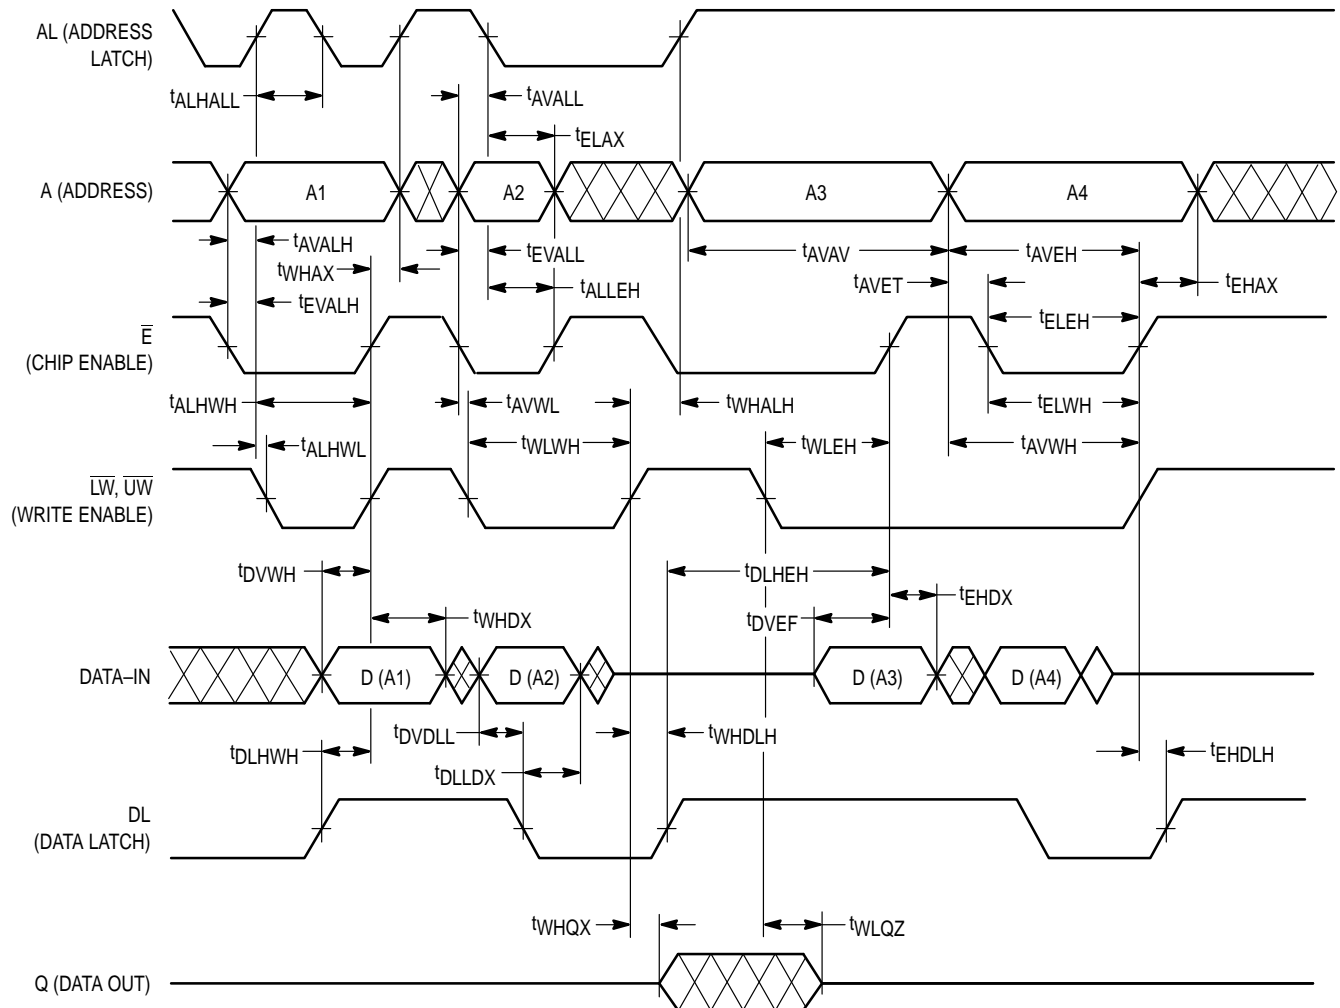 AL (ADDRESS
LATCH)
tALHALL
tAVALL
tELAX
A (ADDRESS)
A1
A2
A3
A4
tAVALH
tEVALL
tAVAV
tAVEH
tWHAX
tAVET
tEHAX
tEVALH
tALLEH
tELEH
E
(CHIP ENABLE)
tALHWH
tAVWL
tWHALH
tELWH
tALHWL
tWLWH
tWLEH
tAVWH
LW, UW
(WRITE ENABLE)
tDVWH
tDLHEH
tEHDX
tWHDX
tDVEF
DATA–IN
D (A1)
D (A2)
D (A3)
D (A4)
tDLHWH
tDVDLL
tWHDLH
tEHDLH
tDLLDX
DL
(DATA LATCH)
tWHQX
tWLQZ
Q (DATA OUT)